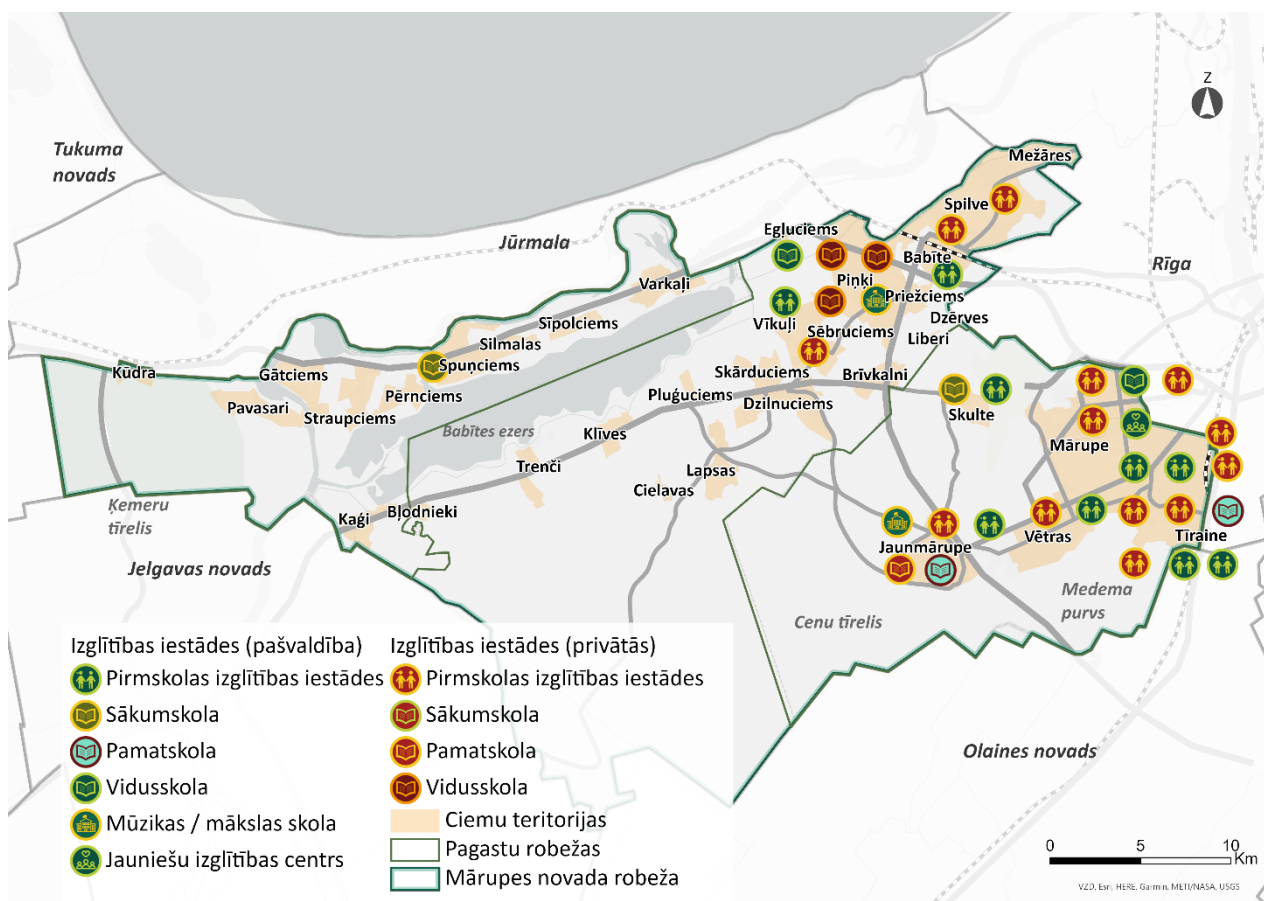 Z
Tukuma
novads
Mežāres
Spilve
Jūrmala
Egluciems
Babīte
Rīga
Varkaļi
Piņķi
Priežciems
Vīkuļi
Sēbruciems
Dzērves
Liberi
Sīpolciems
Silmalas
Spuņciems
Kūdra
Gātciems
Pērnciems
Pavasari
Straupciems
Skārduciems
Brīvkalni
Pluģuciems
Dzilnuciems
Skulte
Mārupe
Babītes ezers
Klīves
Trenči
Lapsas
Cielavas
Ķemeru
tīrelis
Kaģi
Bļodnieki
Jaunmārupe
Vētras
Tīraine
Jelgavas novads
Medema
purvs
Cenu tīrelis
Olaines novads
Izglītības iestādes (pašvaldība)
Pirmskolas izglītības iestādes
Sākumskola
Pamatskola
Vidusskola
Mūzikas / mākslas skola
Jauniešu izglītības centrs
Izglītības iestādes (privātās)
Pirmskolas izglītības iestādes
Sākumskola
Pamatskola
Vidusskola
Ciemu teritorijas
Pagastu robežas
Mārupes novada robeža
0 5 10
Km
VZD, Esri, HERE, Garmin, METI/NASA, USGS